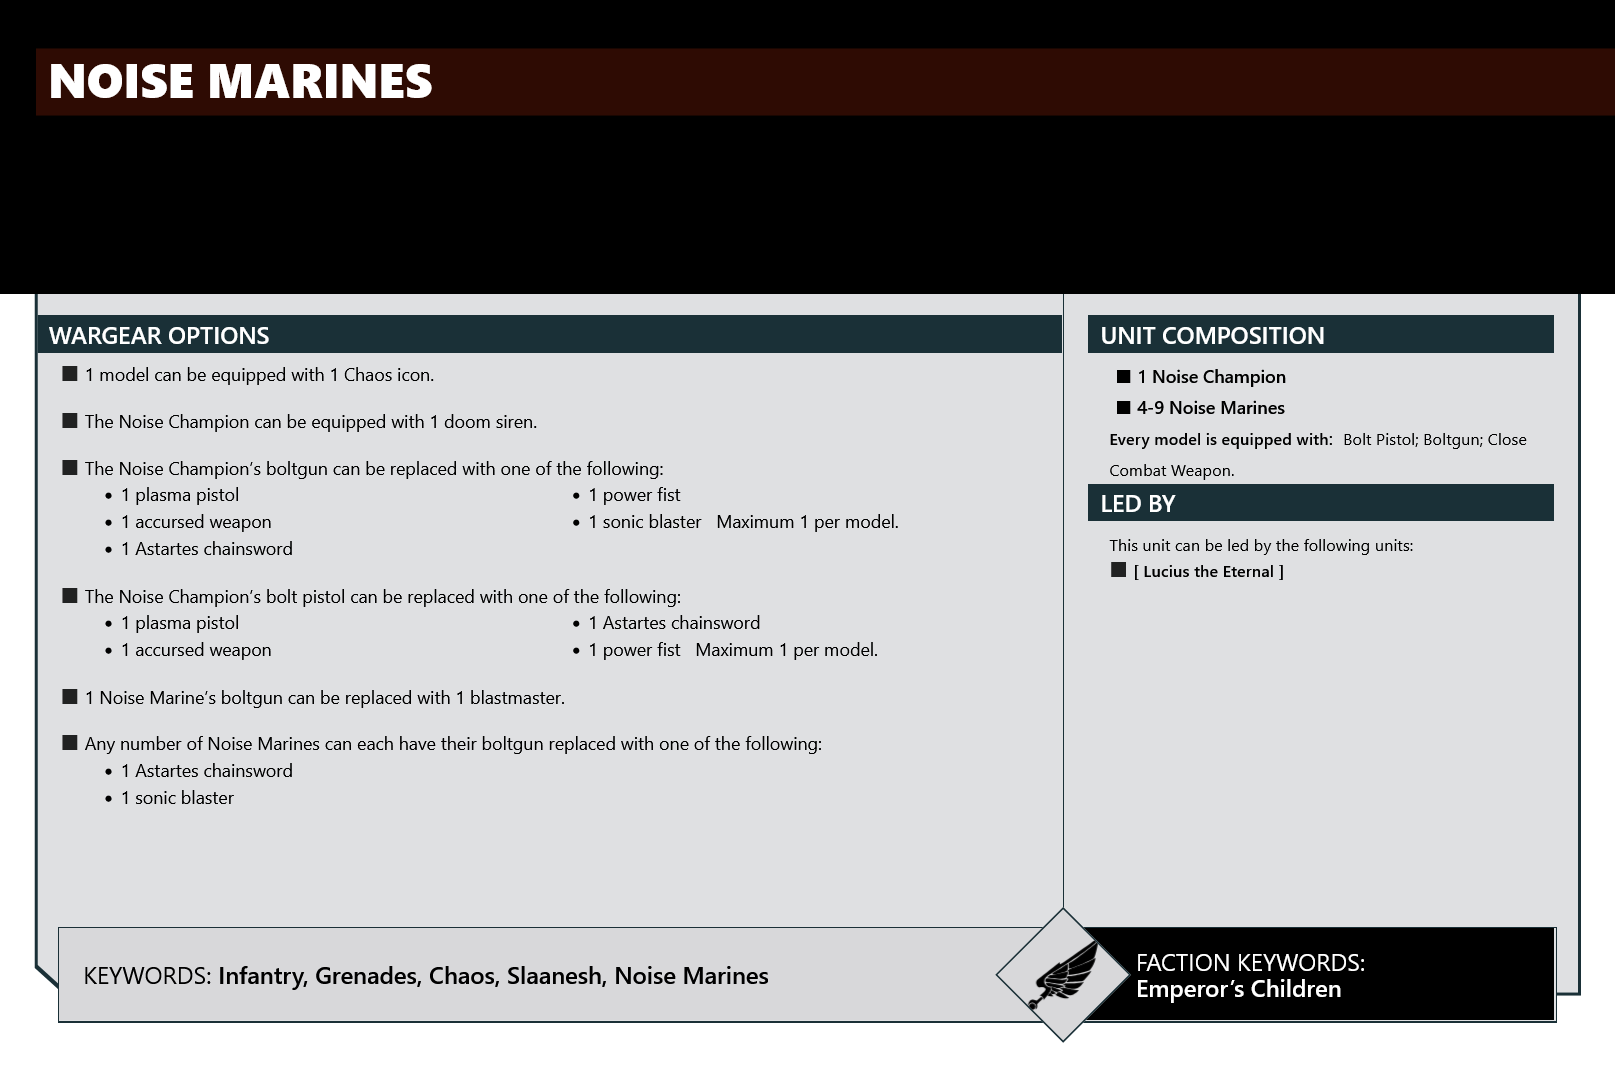 NOISE MARINES
WARGEAR OPTIONS
■ 1 model can be equipped with 1 Chaos icon.
■ The Noise Champion can be equipped with 1 doom siren.
■ The Noise Champion’s boltgun can be replaced with one of the following:
• 1 plasma pistol
• 1 accursed weapon
• 1 Astartes chainsword
• 1 power fist
• 1 sonic blaster Maximum 1 per model.
■ The Noise Champion’s bolt pistol can be replaced with one of the following:
• 1 plasma pistol
• 1 accursed weapon
• 1 Astartes chainsword
• 1 power fist Maximum 1 per model.
■ 1 Noise Marine’s boltgun can be replaced with 1 blastmaster.
■ Any number of Noise Marines can each have their boltgun replaced with one of the following:
• 1 Astartes chainsword
• 1 sonic blaster
UNIT COMPOSITION
■ 1 Noise Champion
■ 4-9 Noise Marines
Every model is equipped with: Bolt Pistol; Boltgun; Close
Combat Weapon.
LED BY
This unit can be led by the following units:
■ [ Lucius the Eternal ]
KEYWORDS: Infantry, Grenades, Chaos, Slaanesh, Noise Marines
FACTION KEYWORDS:
Emperor’s Children